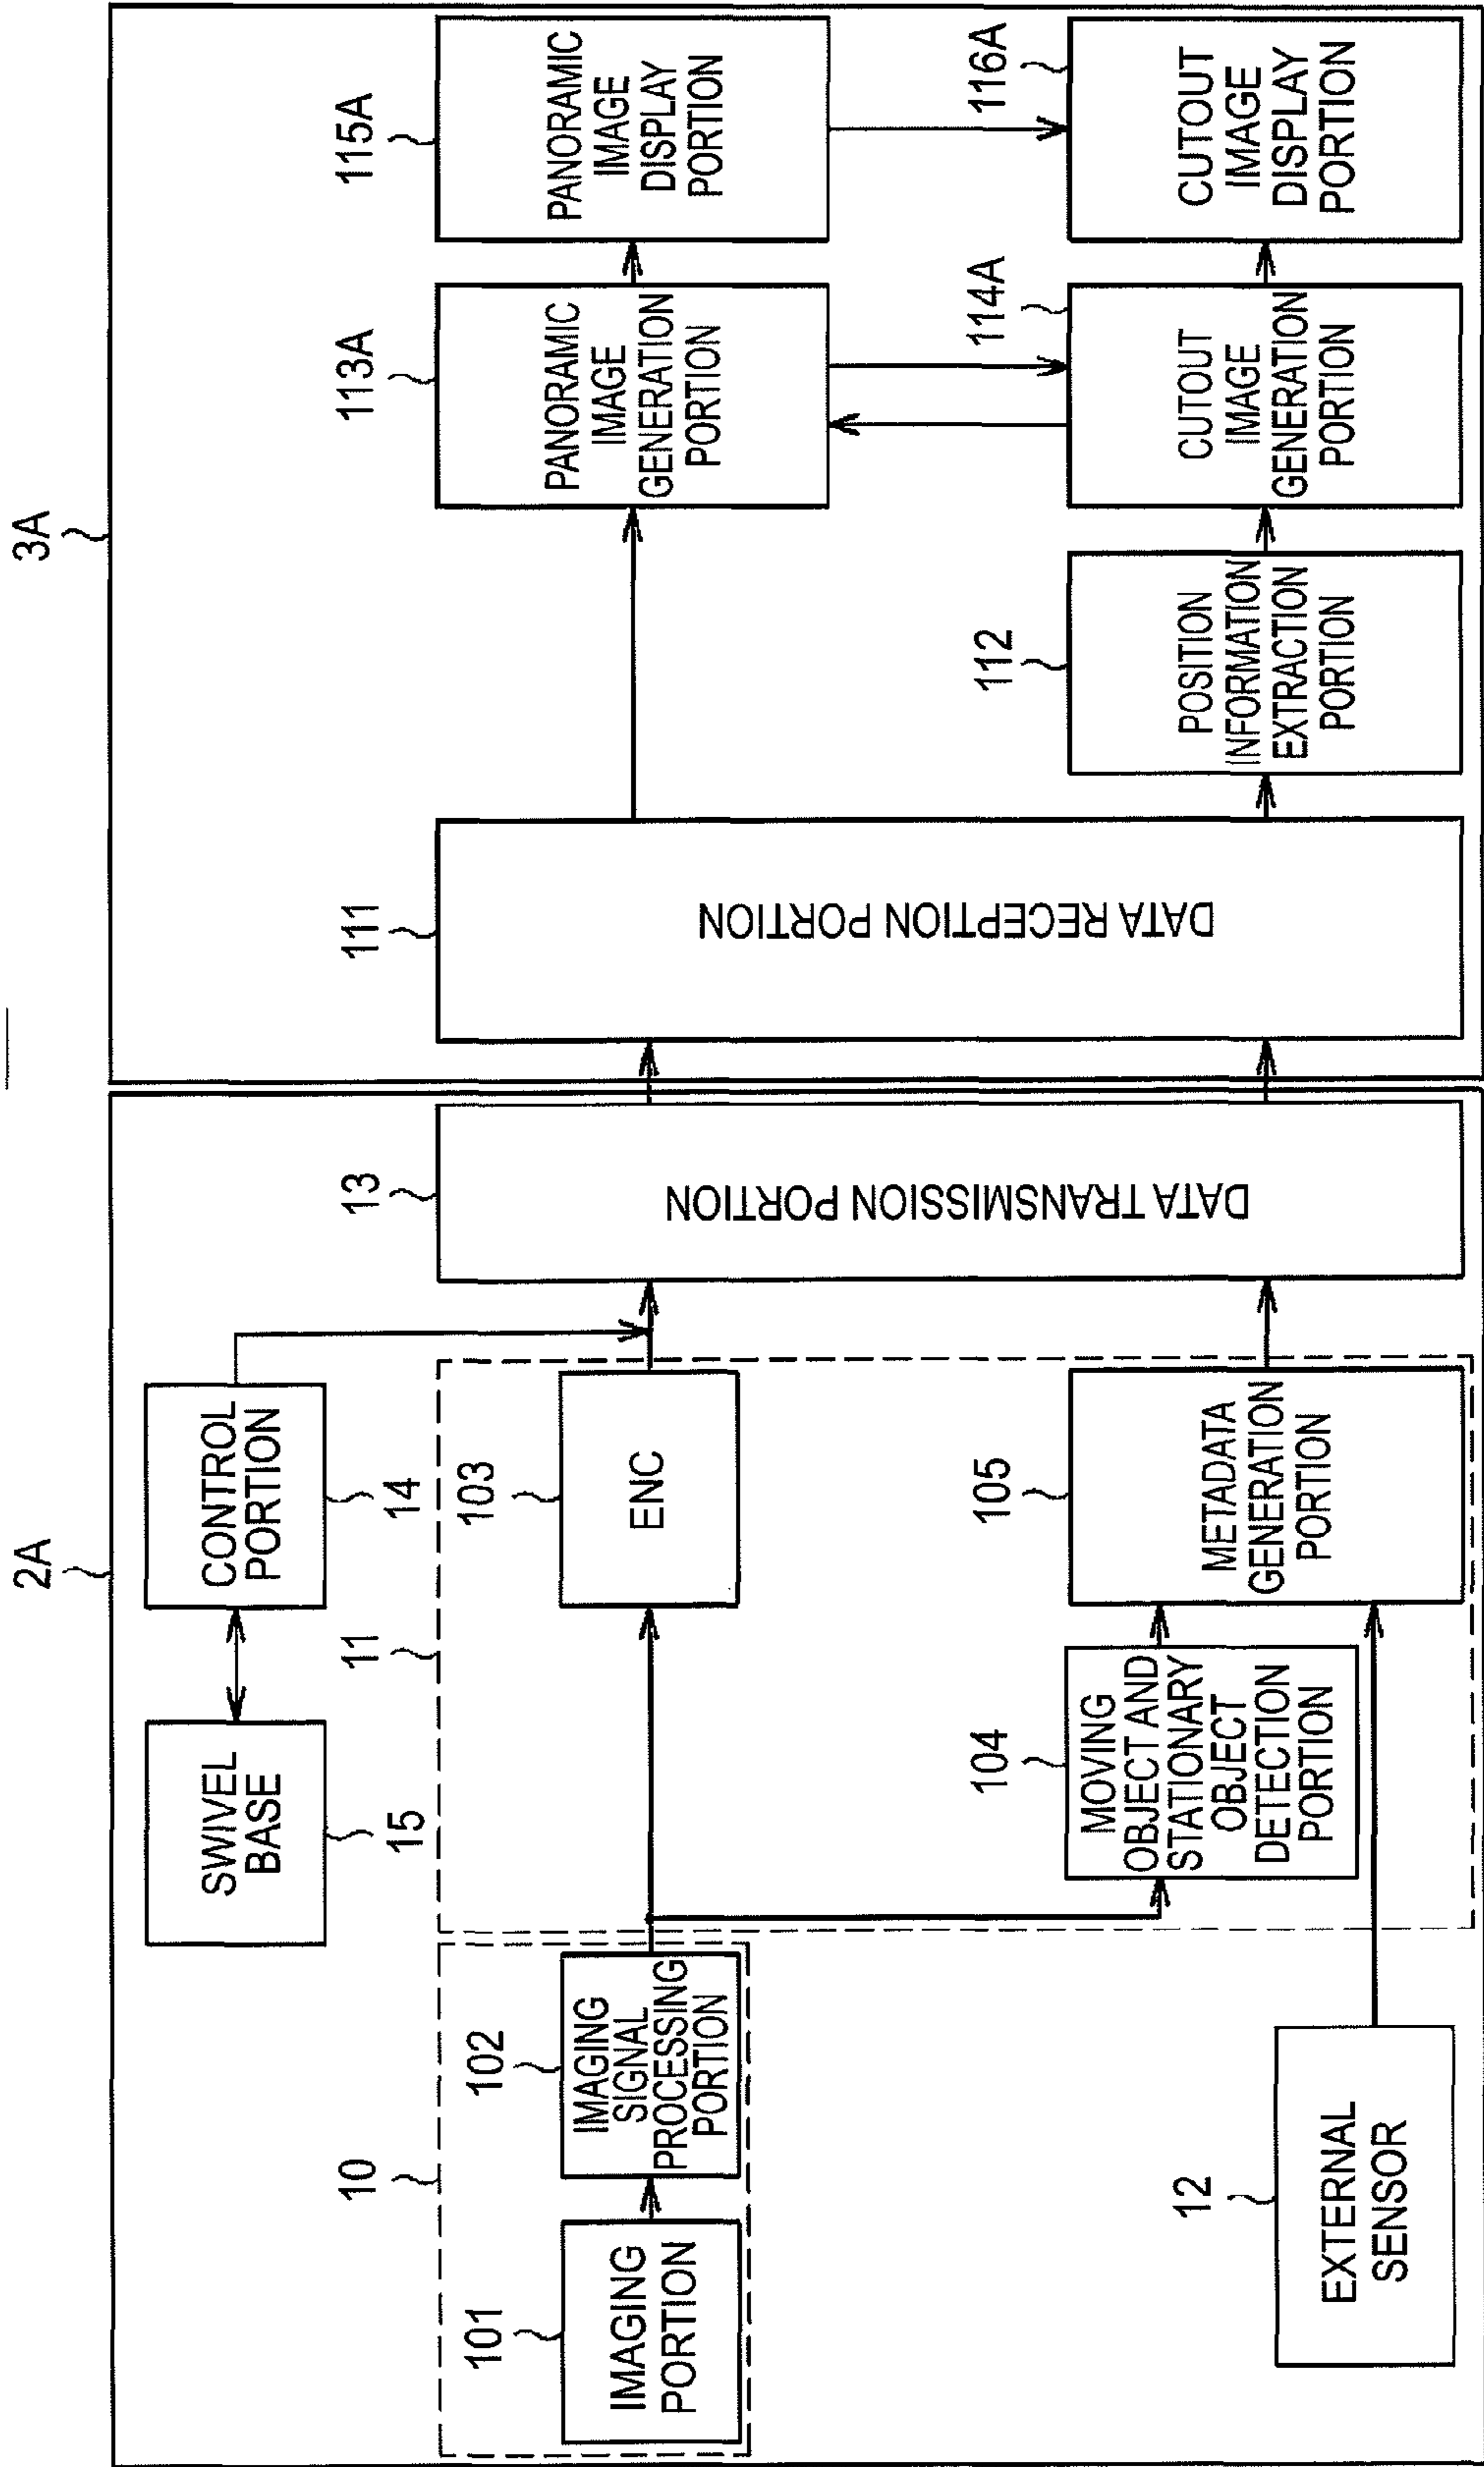 2A
3A
SWIVEL
BASE
15
CONTROL
PORTION
14
10
101
IMAGING
PORTION
102
IMAGING
SIGNAL
PROCESSING
PORTION
11
103
ENC
104
MOVING
OBJECT AND
STATIONARY
OBJECT
DETECTION
PORTION
105
METADATA
GENERATION
PORTION
12
EXTERNAL
SENSOR
13
DATA TRANSMISSION PORTION
111
DATA RECEPTION PORTION
112
POSITION
INFORMATION
EXTRACTION
PORTION
113A
PANORAMIC
IMAGE
GENERATION
PORTION
114A
CUTOUT
IMAGE
GENERATION
PORTION
115A
PANORAMIC
IMAGE
DISPLAY
PORTION
116A
CUTOUT
IMAGE
DISPLAY
PORTION